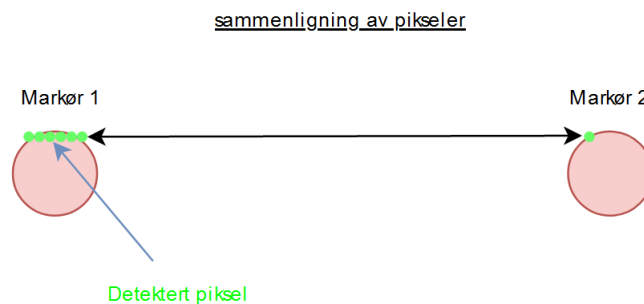 sammenligning av pikseler
Markør 1
Markør 2
Detektert piksel